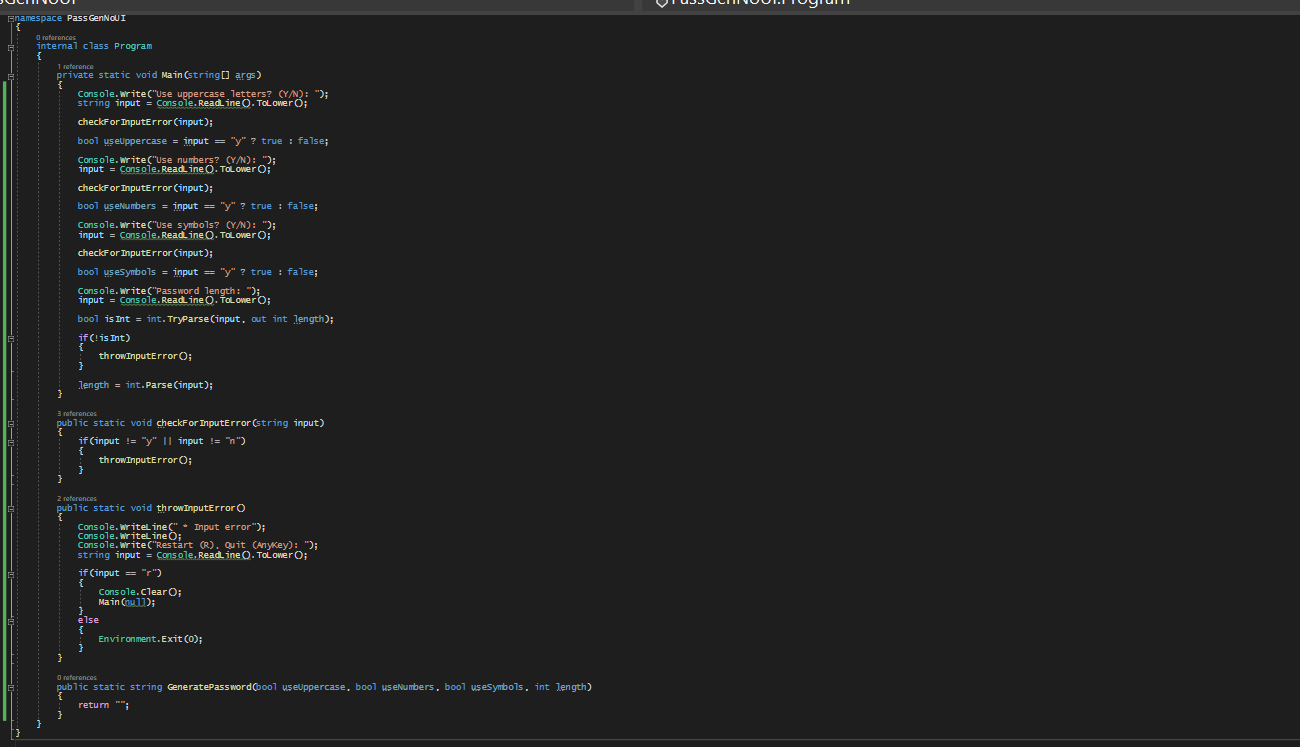 PassGenNoUI.Program
namespace PassGenNoUI
{
0 references
internal class Program
{
1 reference
private static void Main(string[] args)
{
Console.Write("Use uppercase letters? (Y/N): ");
string input = Console.ReadLine().ToLower();
checkForInputError(input);
bool useUppercase = input == "y" ? true : false;
Console.Write("Use numbers? (Y/N): ");
input = Console.ReadLine().ToLower();
checkForInputError(input);
bool useNumbers = input == "y" ? true : false;
Console.Write("Use symbols? (Y/N): ");
input = Console.ReadLine().ToLower();
checkForInputError(input);
bool useSymbols = input == "y" ? true : false;
Console.Write("Password length: ");
input = Console.ReadLine().ToLower();
bool isInt = int.TryParse(input, out int length);
if(!isInt)
{
throwInputError();
}
length = int.Parse(input);
}
3 references
public static void checkForInputError(string input)
{
if(input != "y" || input != "n")
{
throwInputError();
}
}
2 references
public static void throwInputError()
{
Console.WriteLine(" * Input error");
Console.WriteLine();
Console.Write("Restart (R), Quit (AnyKey): ");
string input = Console.ReadLine().ToLower();
if(input == "r")
{
Console.Clear();
Main(null);
}
else
{
Environment.Exit(0);
}
}
0 references
public static string GeneratePassword(bool useUppercase, bool useNumbers, bool useSymbols, int length)
{
return "";
}
}
}